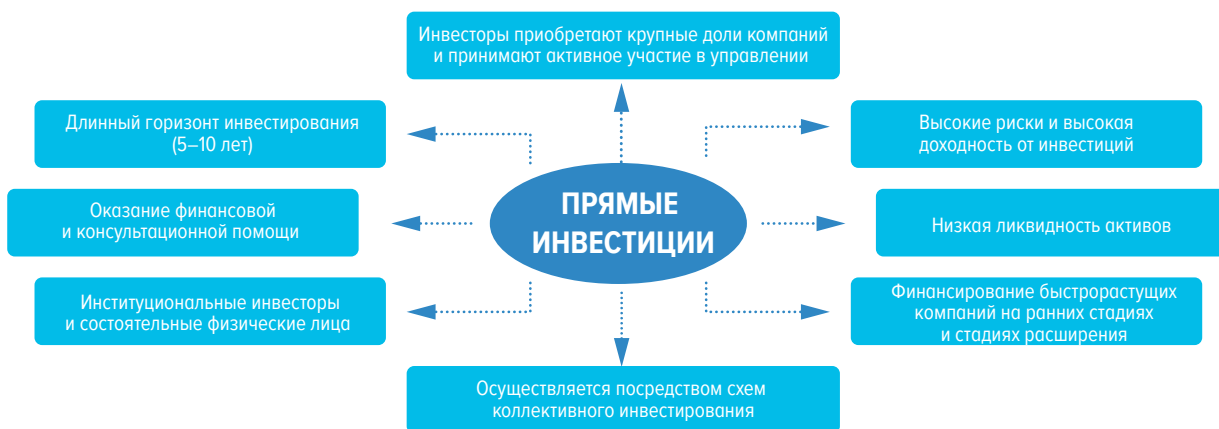 Инвесторы приобретают крупные доли компаний
и принимают активное участие в управлении
Длинный горизонт инвестирования
(5–10 лет)
Высокие риски и высокая
доходность от инвестиций
Оказание финансовой
и консультационной помощи
ПРЯМЫЕ
ИНВЕСТИЦИИ
Низкая ликвидность активов
Институциональные инвесторы
и состоятельные физические лица
Финансирование быстрорастущих
компаний на ранних стадиях
и стадиях расширения
Осуществляется посредством схем
коллективного инвестирования